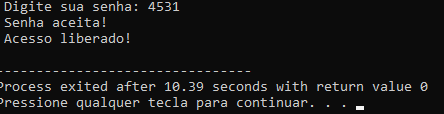 Digite sua senha: 4531
Senha aceita!
Acesso liberado!
--------------------------------
Process exited after 10.39 seconds with return value 0
Pressione qualquer tecla para continuar. . .